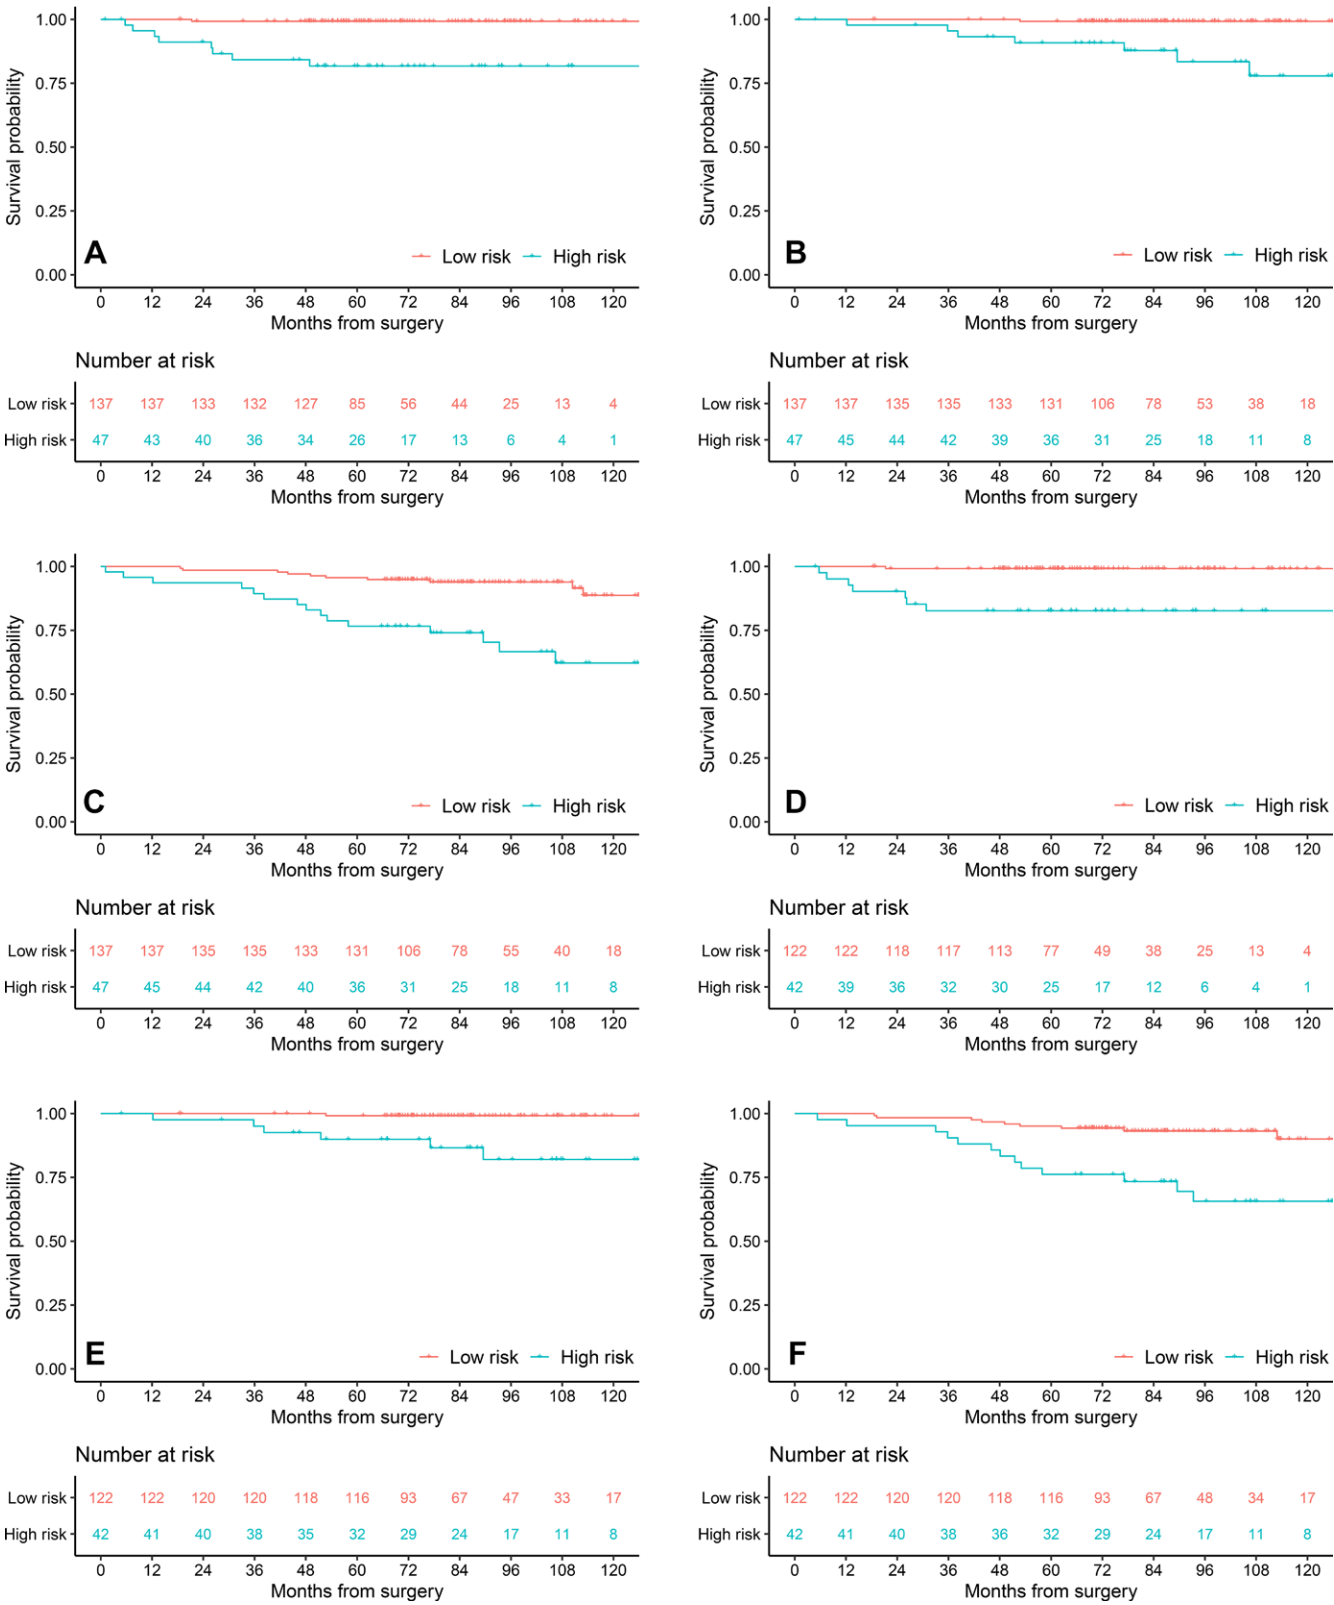 1.00
0.75
0.50
0.25
0.00
Survival probability
A
Low risk High risk
0 12 24 36 48 60 72 84 96 108 120
Months from surgery
Number at risk
Low risk 137 137 133 132 127 85 56 44 25 13 4
High risk 47 43 40 36 34 26 17 13 6 4 1
0 12 24 36 48 60 72 84 96 108 120
Months from surgery
1.00
0.75
0.50
0.25
0.00
Survival probability
B
Low risk High risk
0 12 24 36 48 60 72 84 96 108 120
Months from surgery
Number at risk
Low risk 137 137 135 135 133 131 106 78 53 38 18
High risk 47 45 44 42 39 36 31 25 18 11 8
0 12 24 36 48 60 72 84 96 108 120
Months from surgery
1.00
0.75
0.50
0.25
0.00
Survival probability
C
Low risk High risk
0 12 24 36 48 60 72 84 96 108 120
Months from surgery
Number at risk
Low risk 137 137 135 135 133 131 106 78 55 40 18
High risk 47 45 44 42 40 36 31 25 18 11 8
0 12 24 36 48 60 72 84 96 108 120
Months from surgery
1.00
0.75
0.50
0.25
0.00
Survival probability
D
Low risk High risk
0 12 24 36 48 60 72 84 96 108 120
Months from surgery
Number at risk
Low risk 122 122 118 117 113 77 49 38 25 13 4
High risk 42 39 36 32 30 25 17 12 6 4 1
0 12 24 36 48 60 72 84 96 108 120
Months from surgery
1.00
0.75
0.50
0.25
0.00
Survival probability
E
Low risk High risk
0 12 24 36 48 60 72 84 96 108 120
Months from surgery
Number at risk
Low risk 122 122 120 120 118 116 93 67 47 33 17
High risk 42 41 40 38 35 32 29 24 17 11 8
0 12 24 36 48 60 72 84 96 108 120
Months from surgery
1.00
0.75
0.50
0.25
0.00
Survival probability
F
Low risk High risk
0 12 24 36 48 60 72 84 96 108 120
Months from surgery
Number at risk
Low risk 122 122 120 120 118 116 93 67 48 34 17
High risk 42 41 40 38 36 32 29 24 17 11 8
0 12 24 36 48 60 72 84 96 108 120
Months from surgery